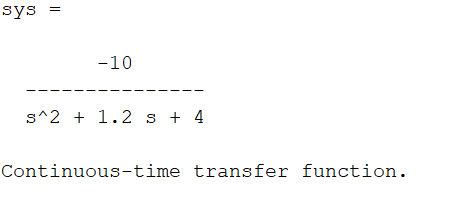 sys =
-10
---------------
s^2 + 1.2 s + 4
Continuous-time transfer function.